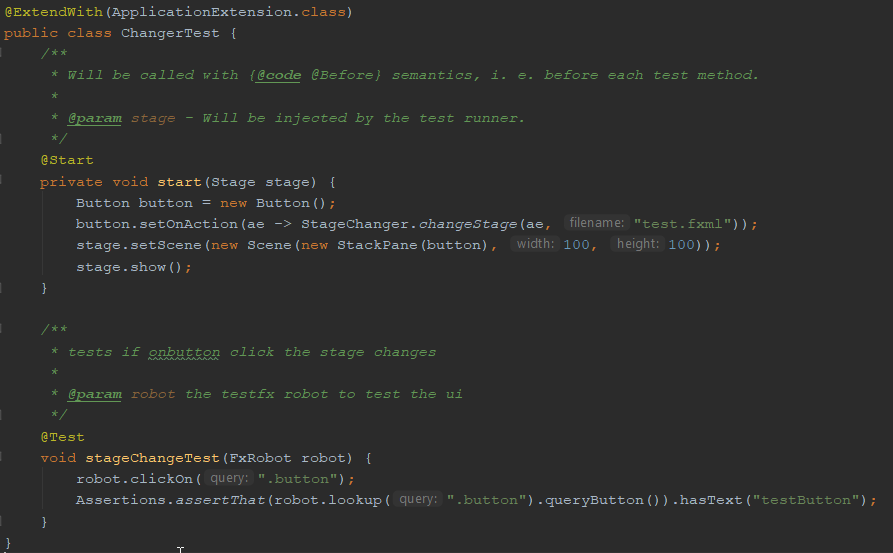 @ExtendWith(ApplicationExtension.class)
public class ChangerTest {
    /**
     * Will be called with {@code @Before} semantics, i. e. before each test method.
     *
     * @param stage - Will be injected by the test runner.
     */
    @Start
    private void start(Stage stage) {
        Button button = new Button();
        button.setOnAction(ae -> StageChanger.changeStage(ae, filename: "test.fxml"));
        stage.setScene(new Scene(new StackPane(button), width: 100, height: 100));
        stage.show();
    }

    /**
     * tests if onbutton click the stage changes
     *
     * @param robot the testfx robot to test the ui
     */
    @Test
    void stageChangeTest(FxRobot robot) {
        robot.clickOn( query: ".button");
        Assertions.assertThat(robot.lookup( query: ".button").queryButton()).hasText("testButton");
    }
}